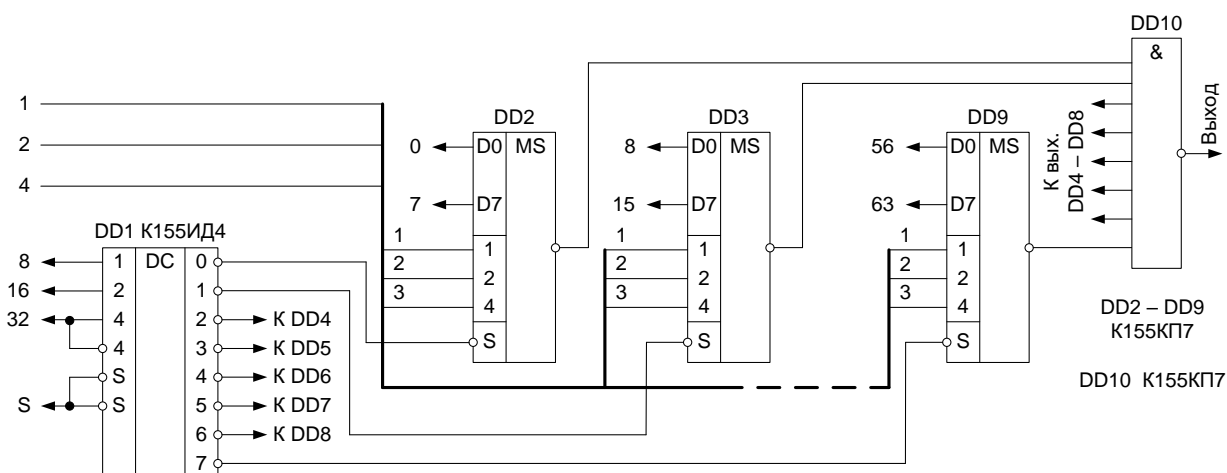 DD10
&
Выход
К вых.
DD4 – DD8
1
2
4
DD2
0 D0 MS
7 D7
1 1
2 2
3 4
S
DD3
8 D0 MS
15 D7
1 1
2 2
3 4
S
DD9
56 D0 MS
63 D7
1 1
2 2
3 4
S
DD1 К155ИД4
8 1 DC 0
16 2 1
32 4 2 К DD4
4 3 К DD5
S 4 К DD6
S S 5 К DD7
6 К DD8
7
DD2 – DD9
К155КП7
DD10 К155КП7